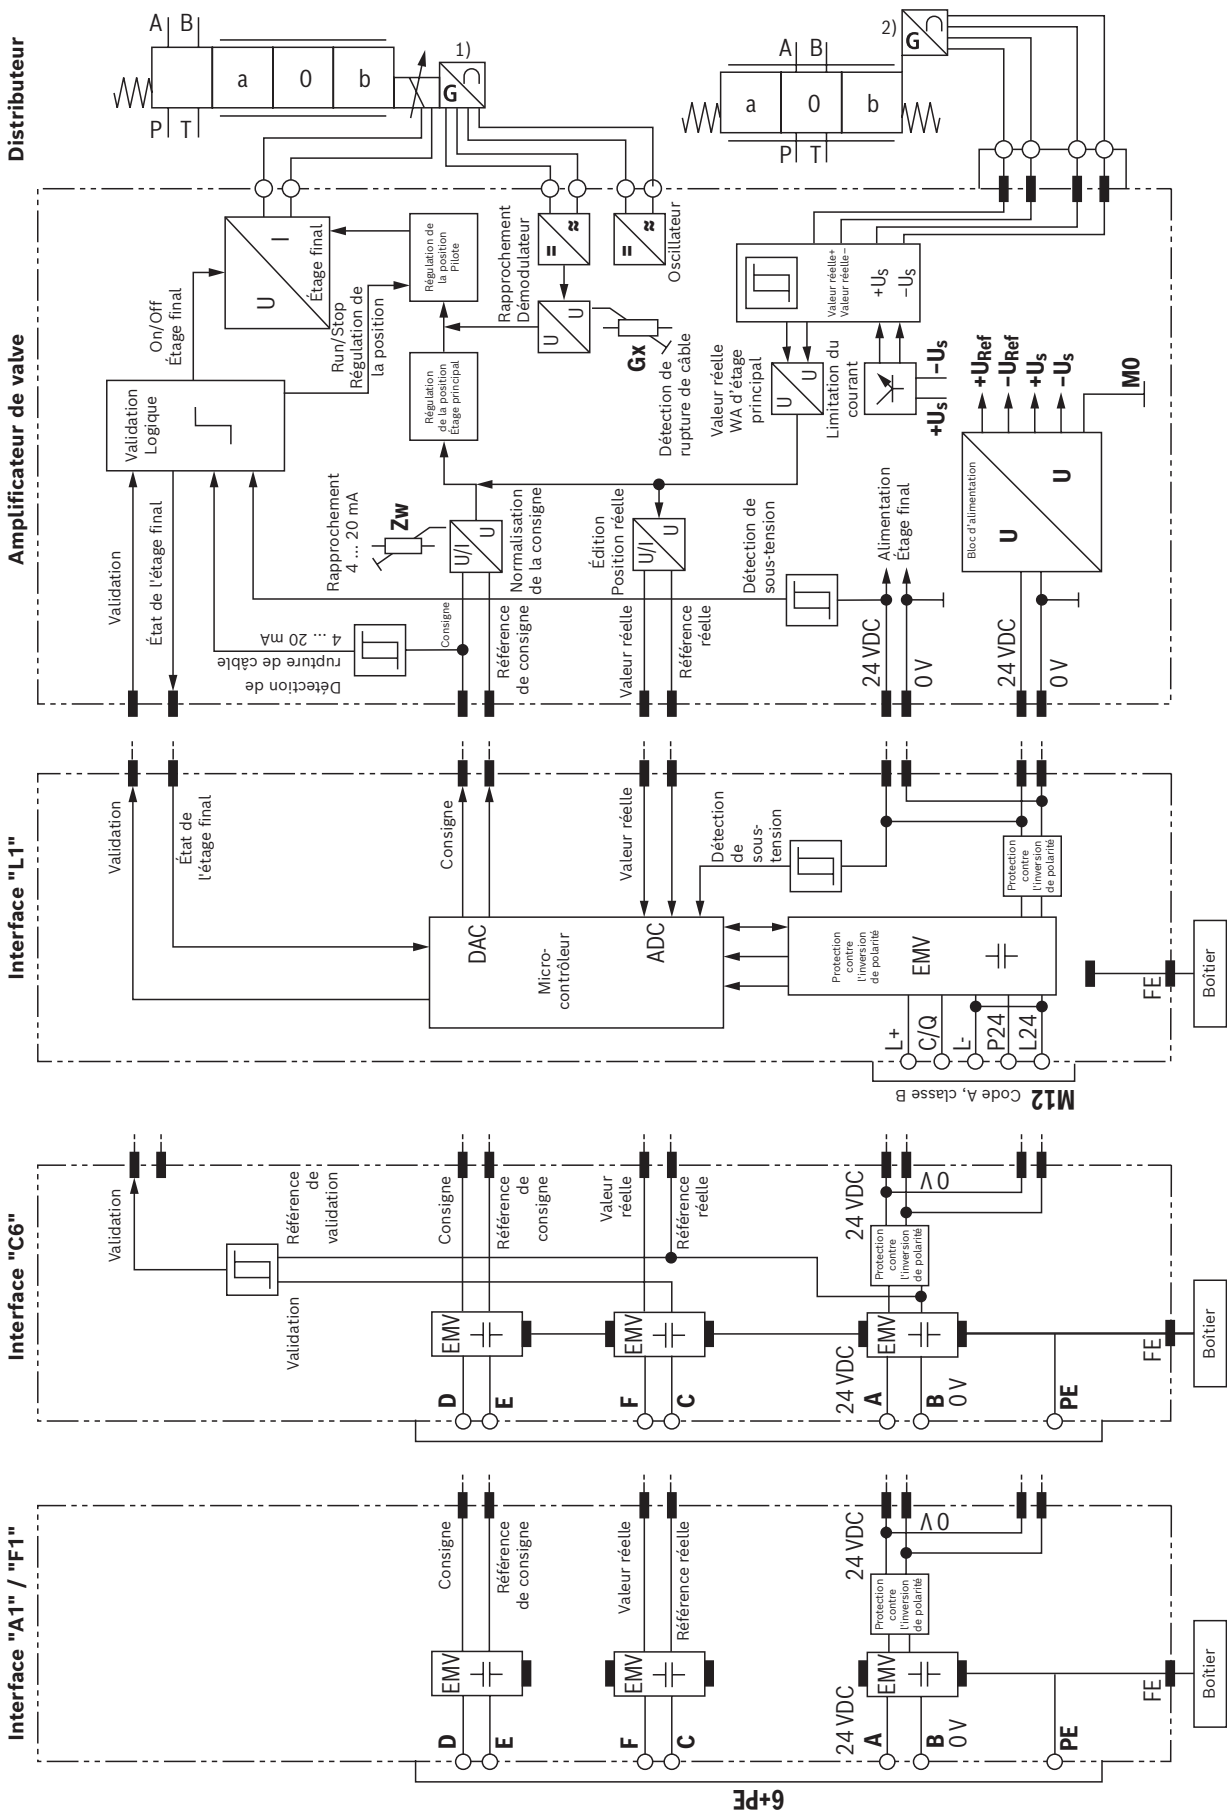 Interface "A1" / "F1"
6+PE
D
E
F
C
24 VDC
A
B
0 V
PE
EMV
EMV
EMV
Consigne
Référence
de consigne
Valeur réelle
Référence réelle
Protection
contre
l'inversion
de polarité
24 VDC
0 V
FE
Boîtier
Interface "C6"
D
E
F
C
24 VDC
A
B
0 V
PE
EMV
EMV
EMV
Validation
Validation
Référence
de
validation
Consigne
Référence
de
consigne
Valeur
réelle
Référence
réelle
Protection
contre
l'inversion
de polarité
24 VDC
0 V
FE
Boîtier
Interface "L1"
M12 Code A, classe B
L+
C/Q
L-
P24
L24
Validation
État de
l'étage final
Micro-
contrôleur
DAC
ADC
Consigne
Valeur réelle
Détection
de
sous-
tension
Protection
contre
l'inversion
de polarité
EMV
Protection
contre
l'inversion
de polarité
FE
Boîtier
Amplificateur de valve
Validation
État de l'étage final
Détection de
rupture de câble
4 ... 20 mA
Consigne
Référence
de consigne
Valeur réelle
Référence
réelle
24 VDC
0 V
24 VDC
0 V
Validation
Logique
On/Off
Étage final
Run/Stop
Régulation de
la position
Rapprochement
4 ... 20 mA
Zw
U/I
U
Normalisation
de la consigne
Édition
Position réelle
U/I
U
Détection de
sous-tension
Alimentation
Étage final
Régulation
de la position
Étage principal
Régulation de
la position
Pilote
U
I
Étage final
Rapprochement
Démodulateur
U
U
=
≈
=
≈
Oscillateur
Gx
Détection de
rupture de câble
Valeur réelle
WA d'étage
principal
U
U
Limitation du
courant
Valeur réelle+
Valeur réelle–
+Us
–Us
+Us
–Us
Bloc d'alimentation
U
U
+URef
–URef
+Us
–Us
M0
Distributeur
A
B
P
T
a
0
b
1)
G
A
B
P
T
a
0
b
2)
G